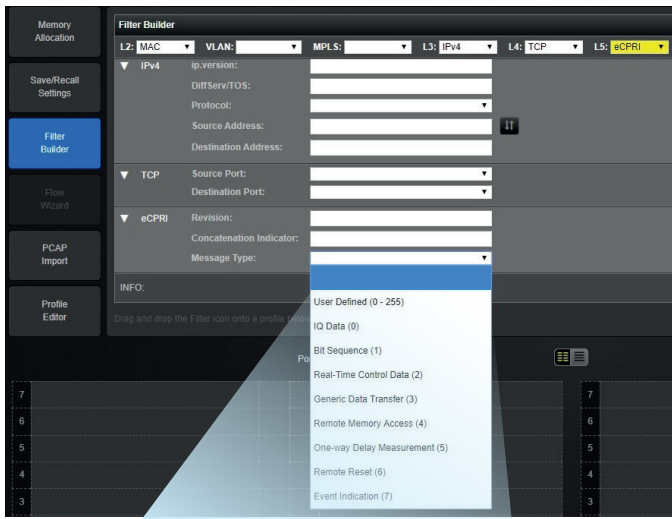 Memory
Allocation
Save/Recall
Settings
Filter
Builder
Flow
Wizard
PCAP
Import
Profile
Editor
Filter Builder
L2: MAC VLAN: MPLS: L3: IPv4 L4: TCP L5: eCPRI
IPv4 ip.version:
DiffServ/TOS:
Protocol:
Source Address:
Destination Address:
TCP Source Port:
Destination Port:
eCPRI Revision:
Concatenation Indicator:
Message Type:
INFO:
User Defined (0 - 255)
Drag and drop the Filter icon onto a profile below
IQ Data (0)
Bit Sequence (1)
Real-Time Control Data (2)
Generic Data Transfer (3)
Remote Memory Access (4)
One-way Delay Measurement (5)
Remote Reset (6)
Event Indication (7)
7 7
6 6
5 5
4 4
3 3